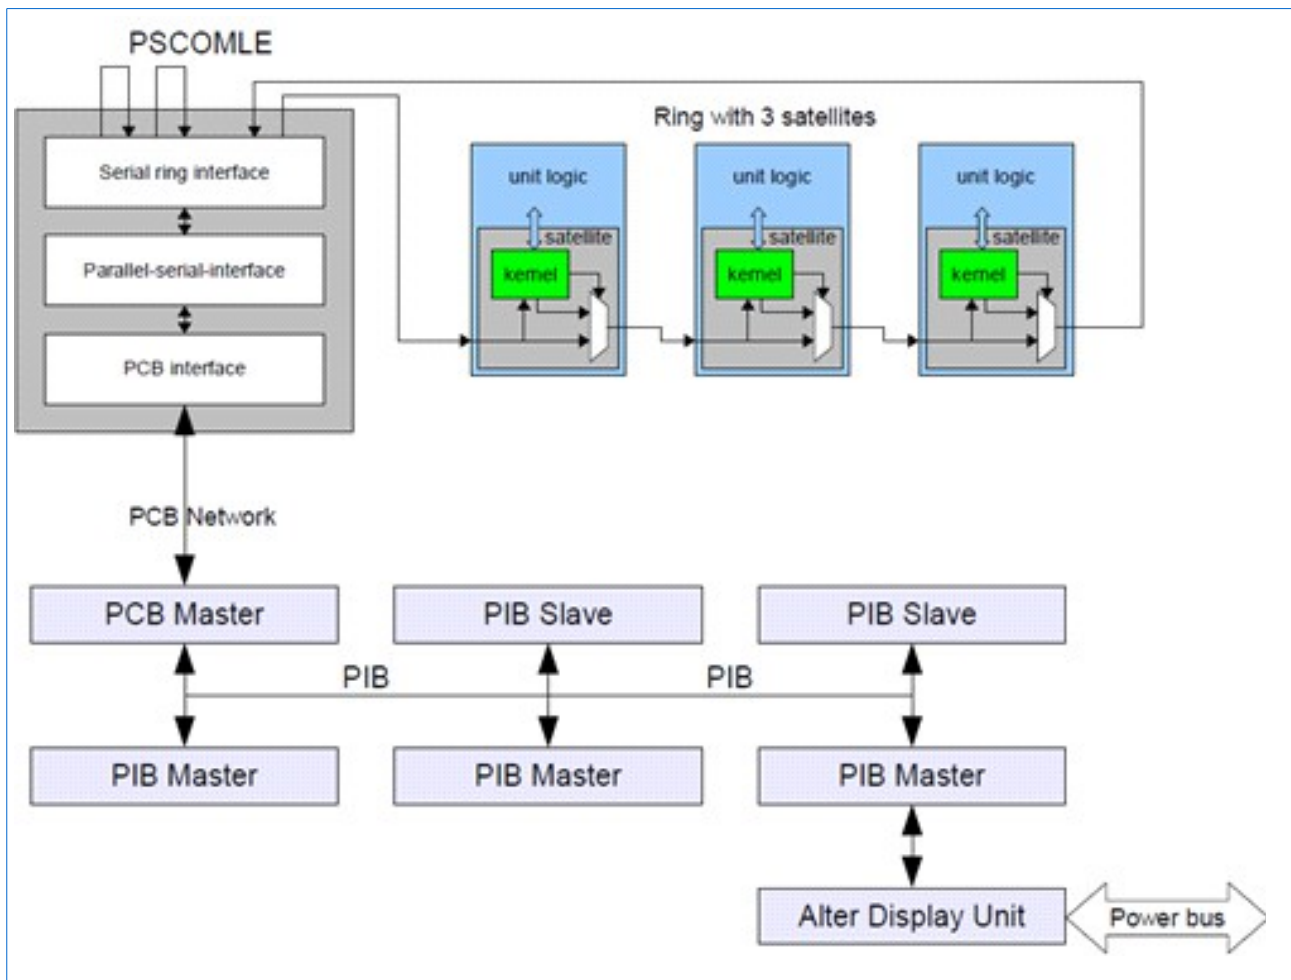 PSCOMLE
Ring with 3 satellites
Serial ring interface
Parallel-serial-interface
PCB interface
unit logic
satellite
kernel
unit logic
satellite
kernel
unit logic
satellite
kernel
PCB Network
PCB Master
PIB Slave
PIB Slave
PIB
PIB
PIB Master
PIB Master
PIB Master
Alter Display Unit
Power bus